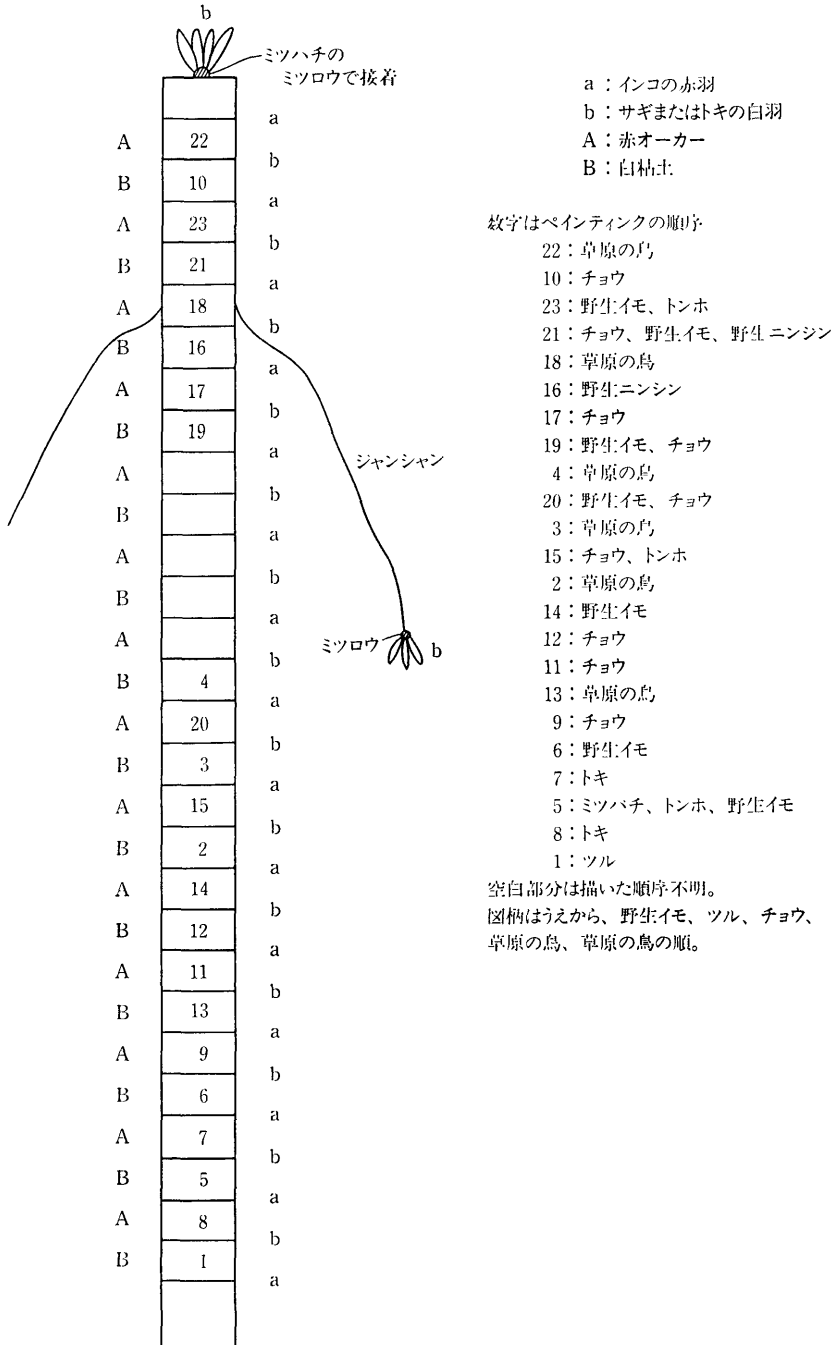 b
ミツハチの
ミツロウで接着
a
A 22
b
B 10
a
A 23
b
B 21
a
A 18
b
B 16
a
A 17
b
B 19
a
A
b
B
a
A
b
B
a
A
b
B 4
a
A 20
b
B 3
a
A 15
b
B 2
a
A 14
b
B 12
a
A 11
b
B 13
a
A 9
b
B 6
a
A 7
b
B 5
a
A 8
b
B 1
a
ジャンシャン
ミツロウ
b
a：インコの赤羽
b：サギまたはトキの白羽
A：赤オーカー
B：白粘土
数字はペインティンクの順序
22：草原の鳥
10：チョウ
23：野生イモ、トンホ
21：チョウ、野生イモ、野生ニンジン
18：草原の鳥
16：野生ニンシン
17：チョウ
19：野生イモ、チョウ
4：草原の鳥
20：野生イモ、チョウ
3：草原の鳥
15：チョウ、トンホ
2：草原の鳥
14：野生イモ
12：チョウ
11：チョウ
13：草原の鳥
9：チョウ
6：野生イモ
7：トキ
5：ミツバチ、トンホ、野生イモ
8：トキ
1：ツル
空白部分は描いた順序不明。
図柄はうえから、野生イモ、ツル、チョウ、
草原の鳥、草原の鳥の順。